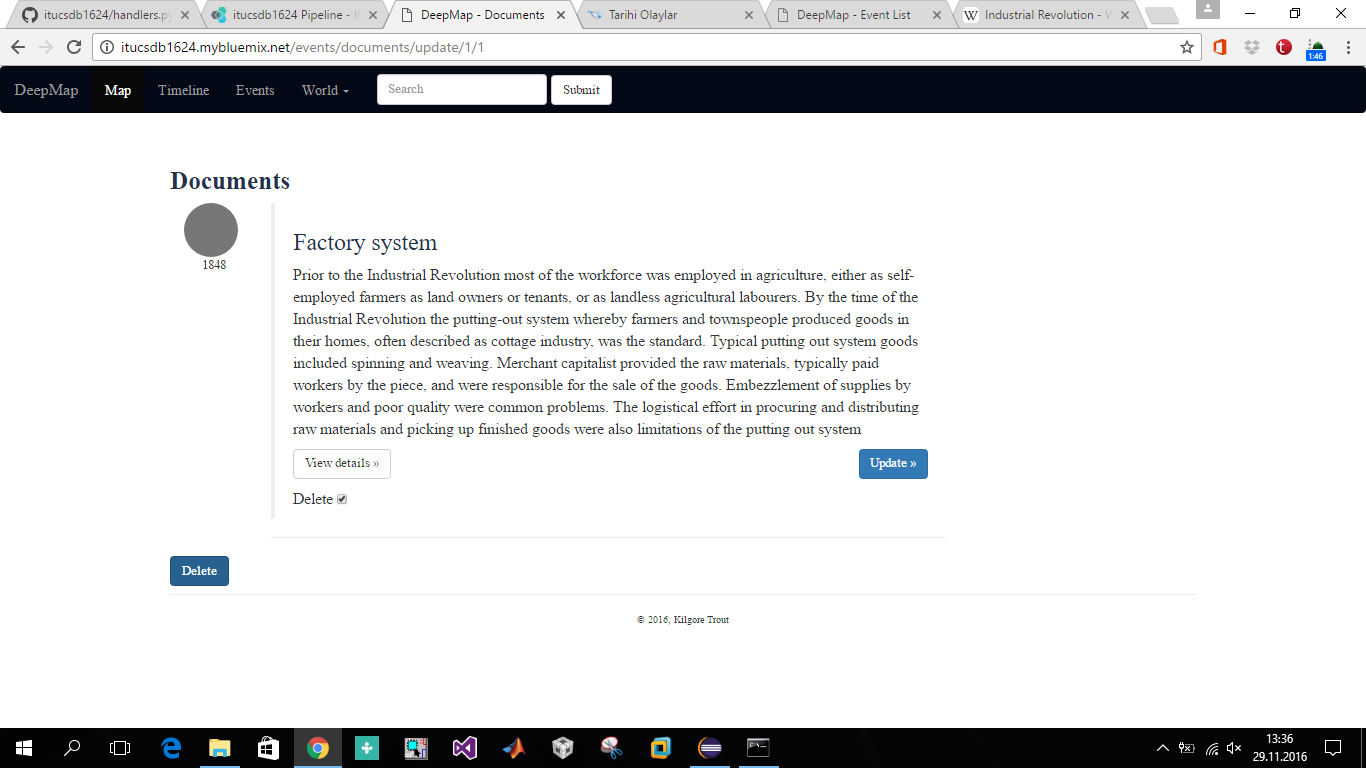 itucsdb1624/handlers.py
itucsdb1624 Pipeline - I
DeepMap - Documents
Tarihi Olaylar
DeepMap - Event List
Industrial Revolution - W
itucsdb1624.mybluemix.net/events/documents/update/1/1
1:46
DeepMap Map Timeline Events World Search Submit
Documents
1848
Factory system
Prior to the Industrial Revolution most of the workforce was employed in agriculture, either as self-
employed farmers as land owners or tenants, or as landless agricultural labourers. By the time of the
Industrial Revolution the putting-out system whereby farmers and townspeople produced goods in
their homes, often described as cottage industry, was the standard. Typical putting out system goods
included spinning and weaving. Merchant capitalist provided the raw materials, typically paid
workers by the piece, and were responsible for the sale of the goods. Embezzlement of supplies by
workers and poor quality were common problems. The logistical effort in procuring and distributing
raw materials and picking up finished goods were also limitations of the putting out system
View details » Update »
Delete
Delete
© 2016, Kilgore Trout
13:36
29.11.2016